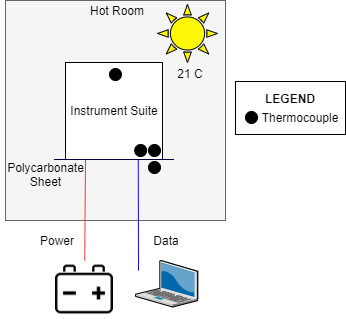 Hot Room
21 C
Instrument Suite
Polycarbonate
Sheet
LEGEND
Thermocouple
Power
Data